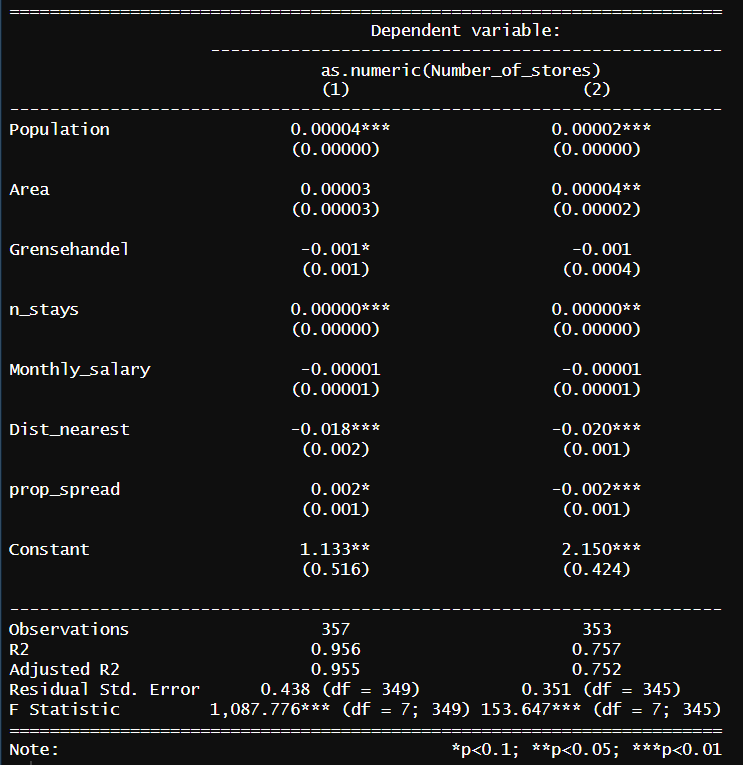 =======================================================================
Dependent variable:
---------------------------------------------------
as.numeric(Number_of_stores)
(1) (2)
-----------------------------------------------------------------------
Population 0.00004*** 0.00002***
(0.00000) (0.00000)
Area 0.00003 0.00004**
(0.00003) (0.00002)
Grensehandel -0.001* -0.001
(0.001) (0.0004)
n_stays 0.00000*** 0.00000**
(0.00000) (0.00000)
Monthly_salary -0.00001 -0.00001
(0.00001) (0.00001)
Dist_nearest -0.018*** -0.020***
(0.002) (0.001)
prop_spread 0.002* -0.002***
(0.001) (0.001)
Constant 1.133** 2.150***
(0.516) (0.424)
-----------------------------------------------------------------------
Observations 357 353
R2 0.956 0.757
Adjusted R2 0.955 0.752
Residual Std. Error 0.438 (df = 349) 0.351 (df = 345)
F Statistic 1,087.776*** (df = 7; 349) 153.647*** (df = 7; 345)
=======================================================================
Note: *p<0.1; **p<0.05; ***p<0.01